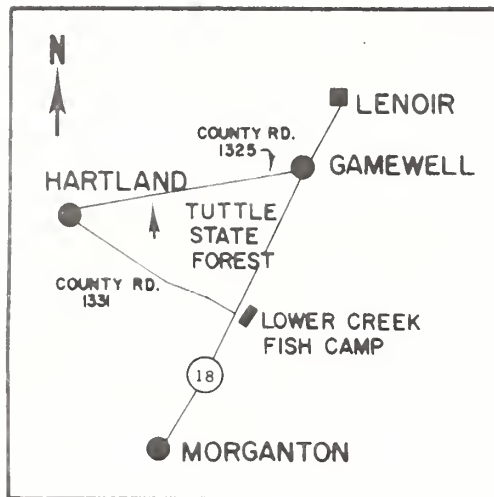 N
LENOIR
COUNTY RD.
1325
GAMEWELL
HARTLAND
TUTTLE
STATE
FOREST
COUNTY RD.
1331
LOWER CREEK
FISH CAMP
18
MORGANTON